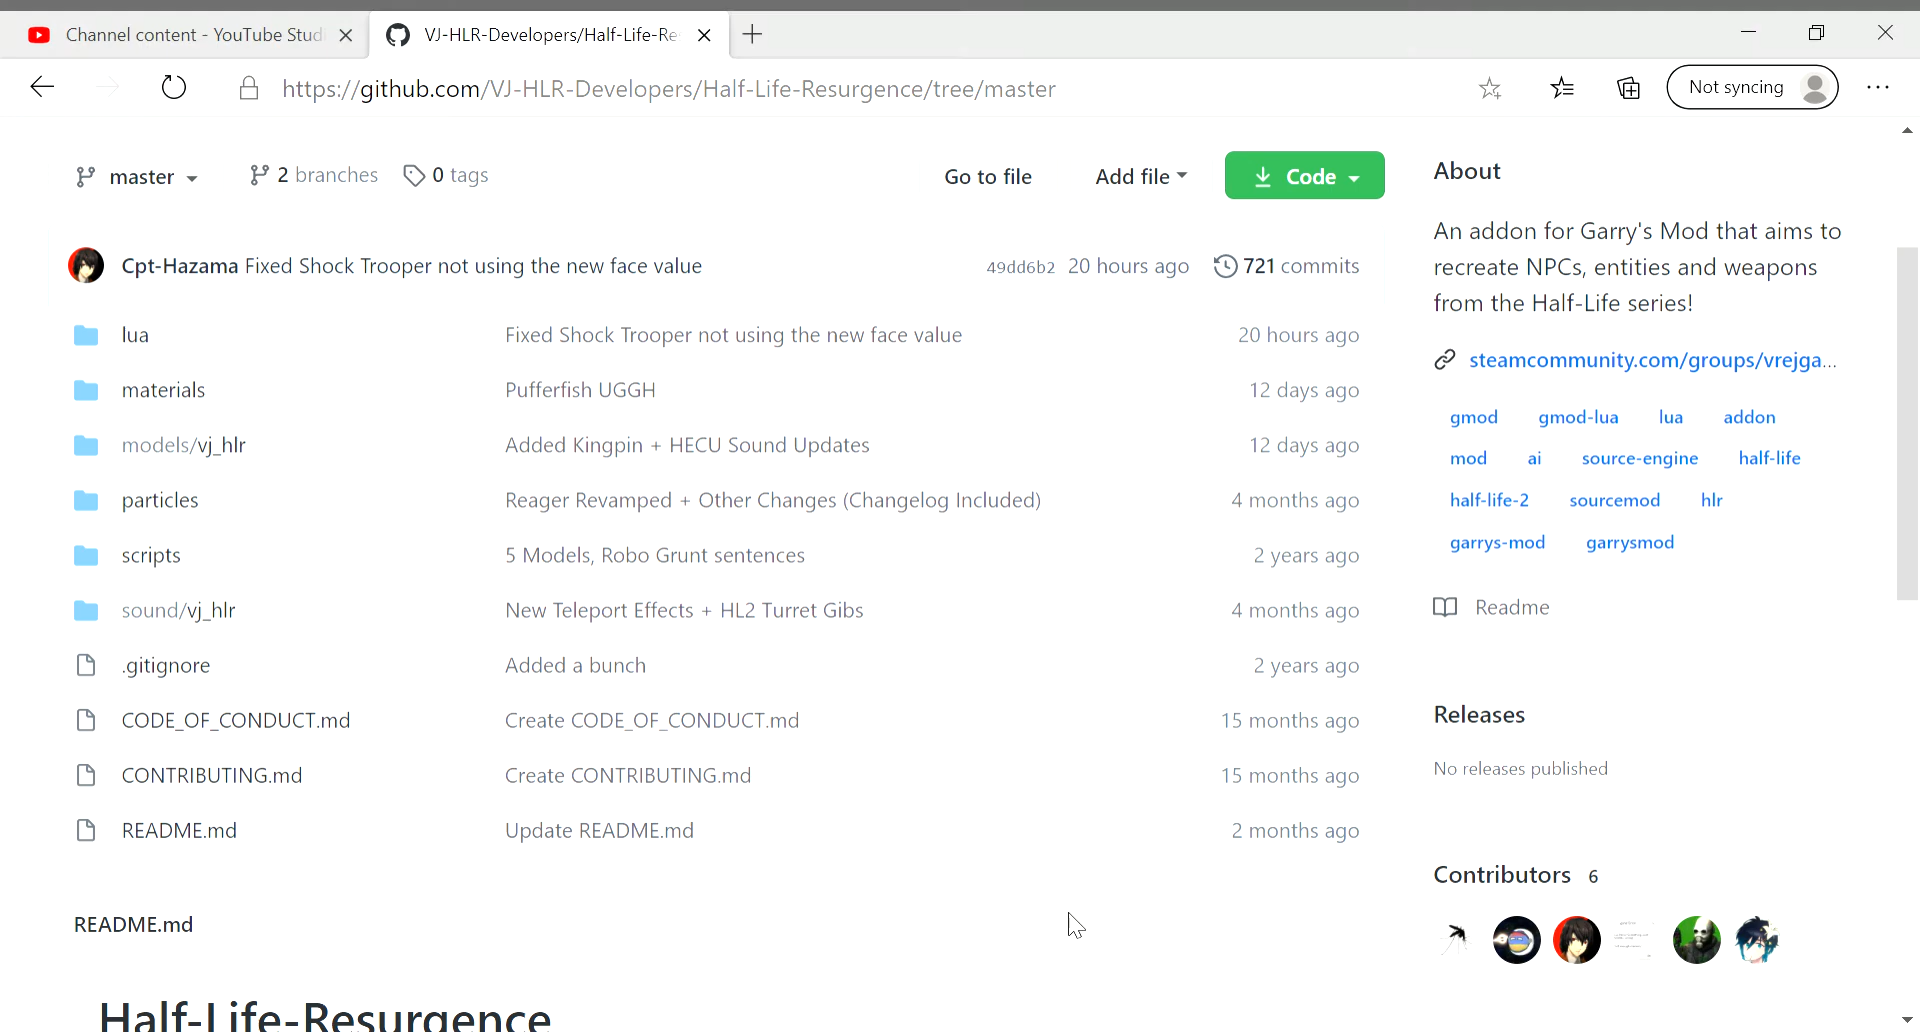 Channel content - YouTube Studi
VJ-HLR-Developers/Half-Life-Re
https://github.com/VJ-HLR-Developers/Half-Life-Resurgence/tree/master
Not syncing
master
2 branches
0 tags
Go to file
Add file
Code
Cpt-Hazama Fixed Shock Trooper not using the new face value
49dd6b2 20 hours ago
721 commits
lua
Fixed Shock Trooper not using the new face value
20 hours ago
materials
Pufferfish UGGH
12 days ago
models/vj_hlr
Added Kingpin + HECU Sound Updates
12 days ago
particles
Reager Revamped + Other Changes (Changelog Included)
4 months ago
scripts
5 Models, Robo Grunt sentences
2 years ago
sound/vj_hlr
New Teleport Effects + HL2 Turret Gibs
4 months ago
.gitignore
Added a bunch
2 years ago
CODE_OF_CONDUCT.md
Create CODE_OF_CONDUCT.md
15 months ago
CONTRIBUTING.md
Create CONTRIBUTING.md
15 months ago
README.md
Update README.md
2 months ago
README.md
Half-Life-Resurgence
About
An addon for Garry's Mod that aims to
recreate NPCs, entities and weapons
from the Half-Life series!
steamcommunity.com/groups/vrejga...
gmod gmod-lua lua addon
mod ai source-engine half-life
half-life-2 sourcemod hlr
garrys-mod garrysmod
Readme
Releases
No releases published
Contributors 6